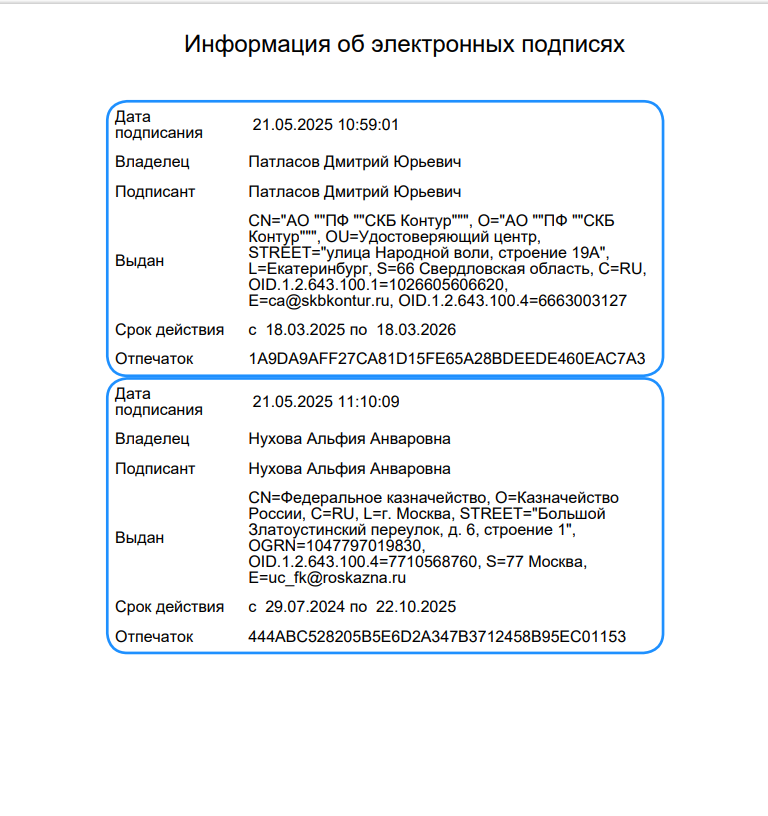 Информация об электронных подписях
Дата
подписания
21.05.2025 10:59:01
Владелец
Патласов Дмитрий Юрьевич
Подписант
Патласов Дмитрий Юрьевич
Выдан
CN="АО ""ПФ ""СКБ Контур""", O="АО ""ПФ ""СКБ
Контур""", OU=Удостоверяющий центр,
STREET="улица Народной воли, строение 19А",
L=Екатеринбург, S=66 Свердловская область, C=RU,
OID.1.2.643.100.1=1026605606620,
E=ca@skbkontur.ru, OID.1.2.643.100.4=6663003127
Срок действия
с 18.03.2025 по 18.03.2026
Отпечаток
1A9DA9AFF27CA81D15FE65A28BDEEDE460EAC7A3
Дата
подписания
21.05.2025 11:10:09
Владелец
Нухова Альфия Анваровна
Подписант
Нухова Альфия Анваровна
Выдан
CN=Федеральное казначейство, O=Казначейство
России, C=RU, L=г. Москва, STREET="Большой
Златоустинский переулок, д. 6, строение 1",
OGRN=1047797019830,
OID.1.2.643.100.4=7710568760, S=77 Москва,
E=uc_fk@roskazna.ru
Срок действия
с 29.07.2024 по 22.10.2025
Отпечаток
444ABC528205B5E6D2A347B3712458B95EC01153